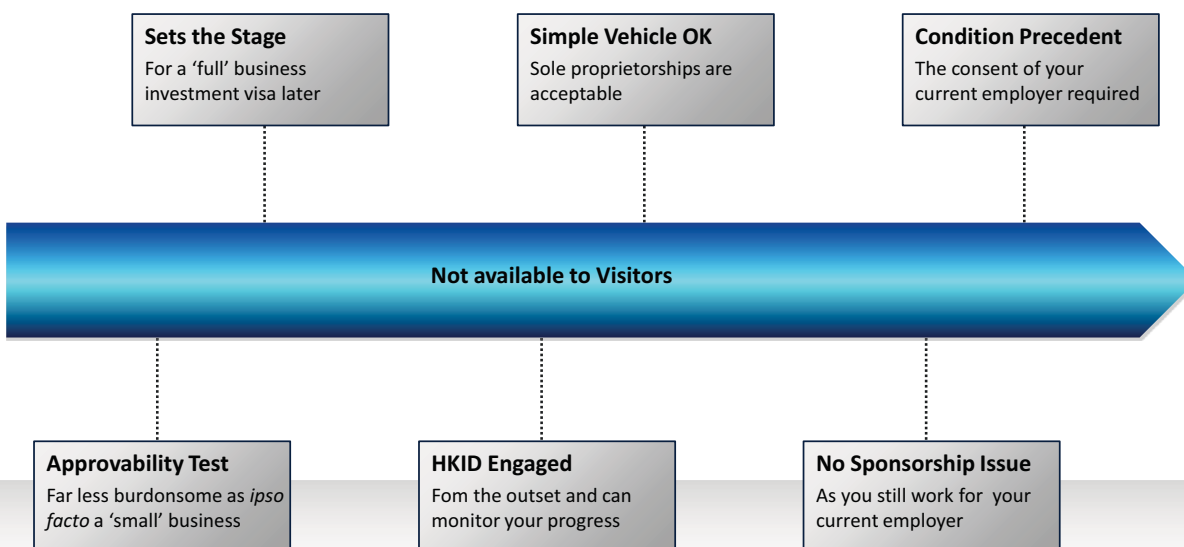 Sets the Stage
For a ‘full’ business
investment visa later
Simple Vehicle OK
Sole proprietorships are
acceptable
Condition Precedent
The consent of your
current employer required
Not available to Visitors
Approvability Test
Far less burdonsome as ipso
facto a ‘small’ business
HKID Engaged
Fom the outset and can
monitor your progress
No Sponsorship Issue
As you still work for your
current employer